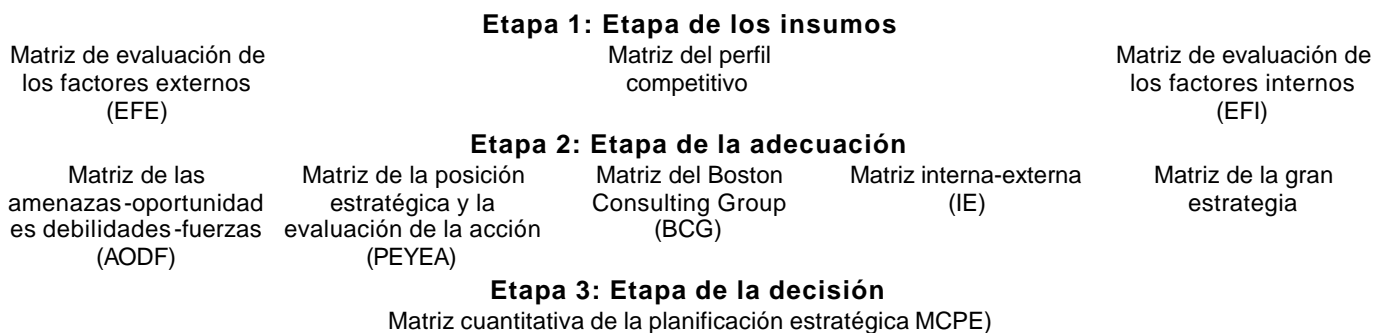 Etapa 1: Etapa de los insumos
Matriz de evaluación de
los factores externos
(EFE)
Matriz del perfil
competitivo
Matriz de evaluación de
los factores internos
(EFI)
Etapa 2: Etapa de la adecuación
Matriz de las
amenazas-oportunidad
es debilidades-fuerzas
(AODF)
Matriz de la posición
estratégica y la
evaluación de la acción
(PEYEA)
Matriz del Boston
Consulting Group
(BCG)
Matriz interna-externa
(IE)
Matriz de la gran
estrategia
Etapa 3: Etapa de la decisión
Matriz cuantitativa de la planificación estratégica MCPE)